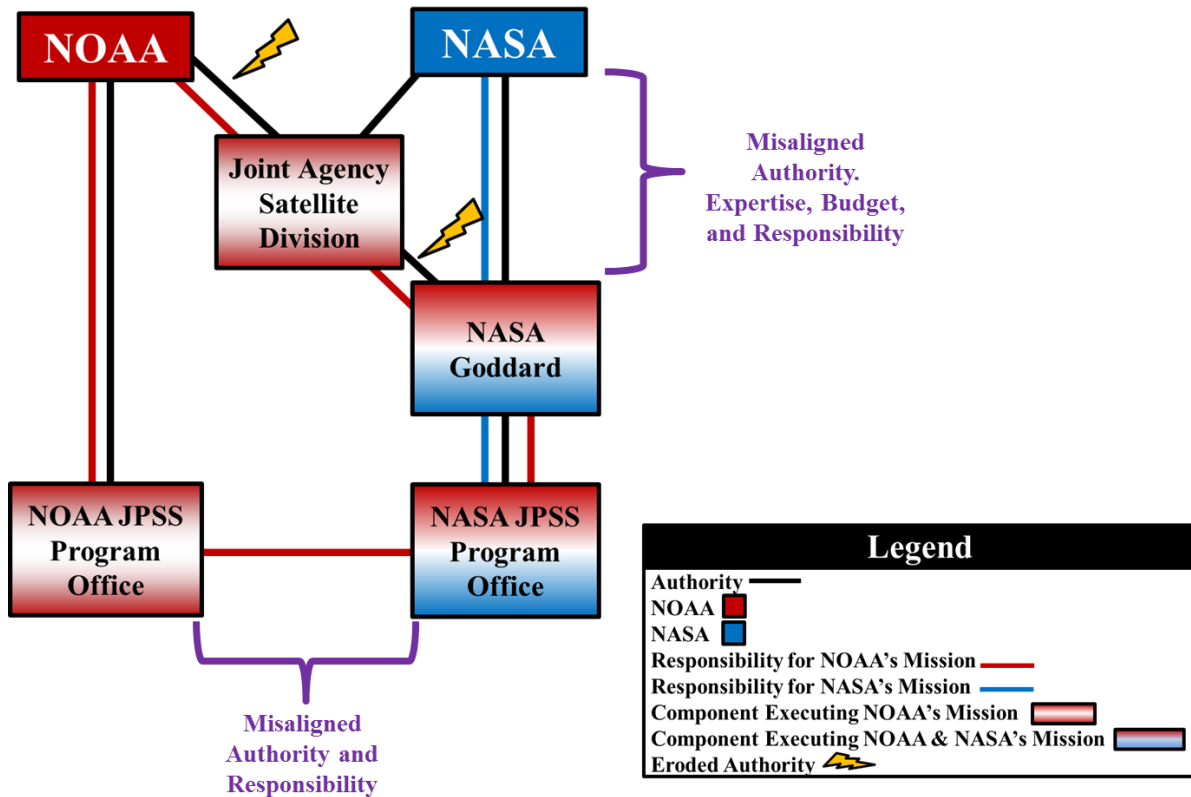 NOAA
NASA
Joint Agency
Satellite
Division
Misaligned
Authority.
Expertise, Budget,
and Responsibility
NASA
Goddard
NOAA JPSS
Program
Office
NASA JPSS
Program
Office
Misaligned
Authority and
Responsibility
Legend
Authority
NOAA
NASA
Responsibility for NOAA's Mission
Responsibility for NASA's Mission
Component Executing NOAA's Mission
Component Executing NOAA & NASA's Mission
Eroded Authority